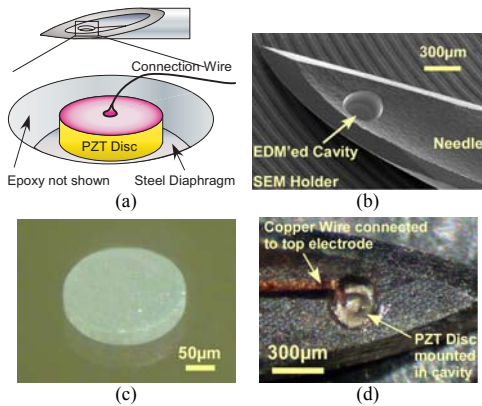 (a)
Connection Wire
PZT Disc
Epoxy not shown
Steel Diaphragm
300µm
EDM'ed Cavity
Needle
SEM Holder
(b)
50µm
(c)
Copper Wire connected
to top electrode
300µm
PZT Disc
mounted
in cavity
(d)